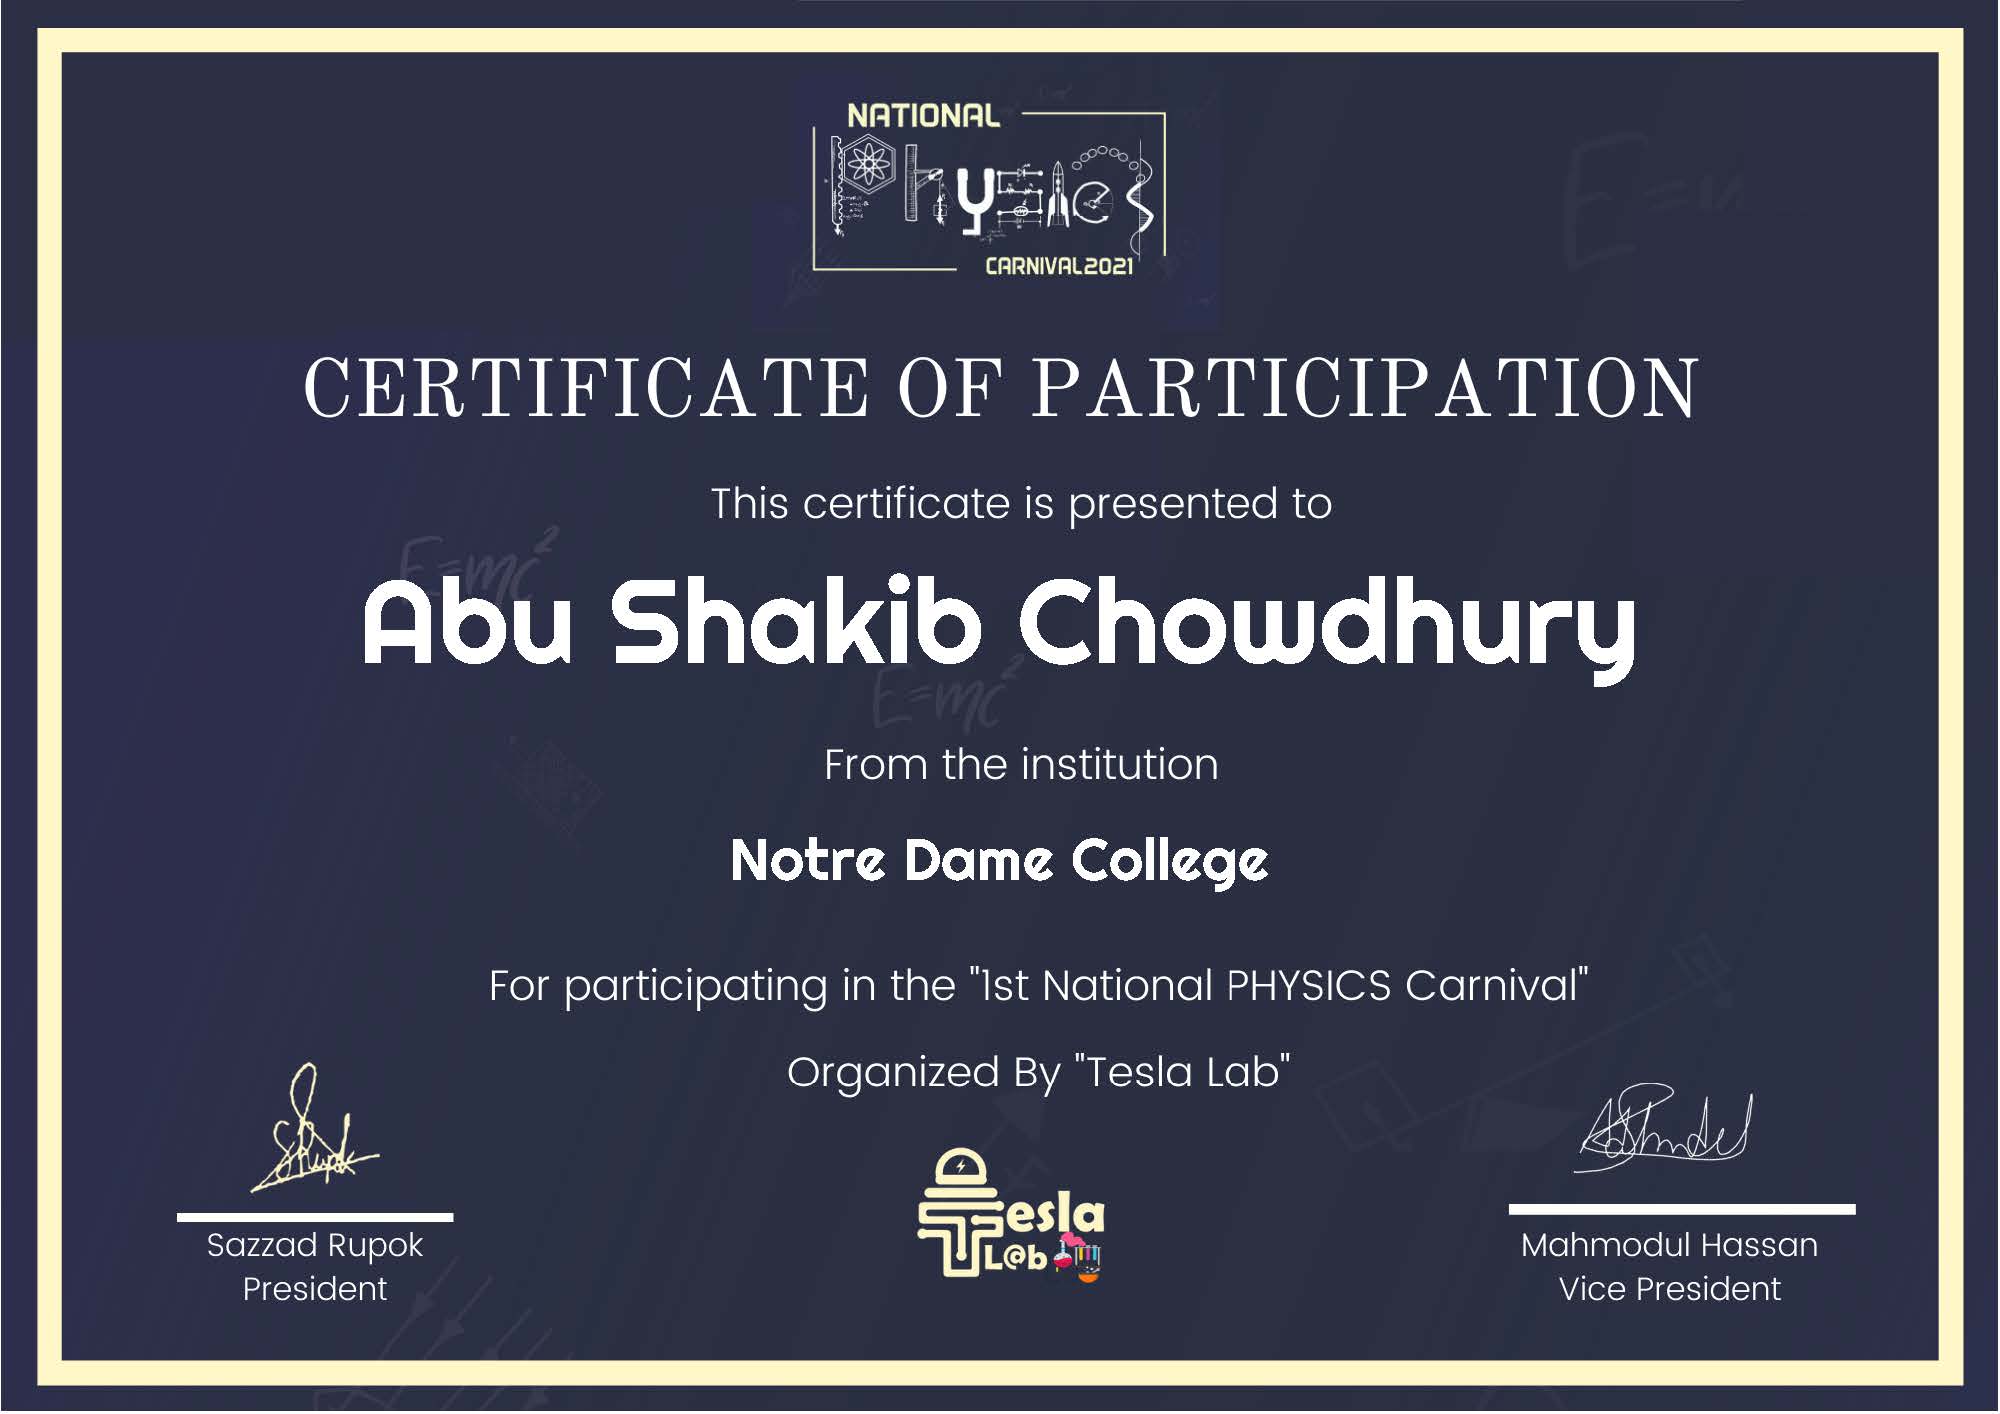 NATIONAL
Physics
CARNIVAL2021
CERTIFICATE OF PARTICIPATION
This certificate is presented to
E=mc²
Abu Shakib Chowdhury
E=mc²
From the institution
Notre Dame College
For participating in the "1st National PHYSICS Carnival"
Organized By "Tesla Lab"
Tesla
L@b
Sazzad Rupok
President
Mahmodul Hassan
Vice President